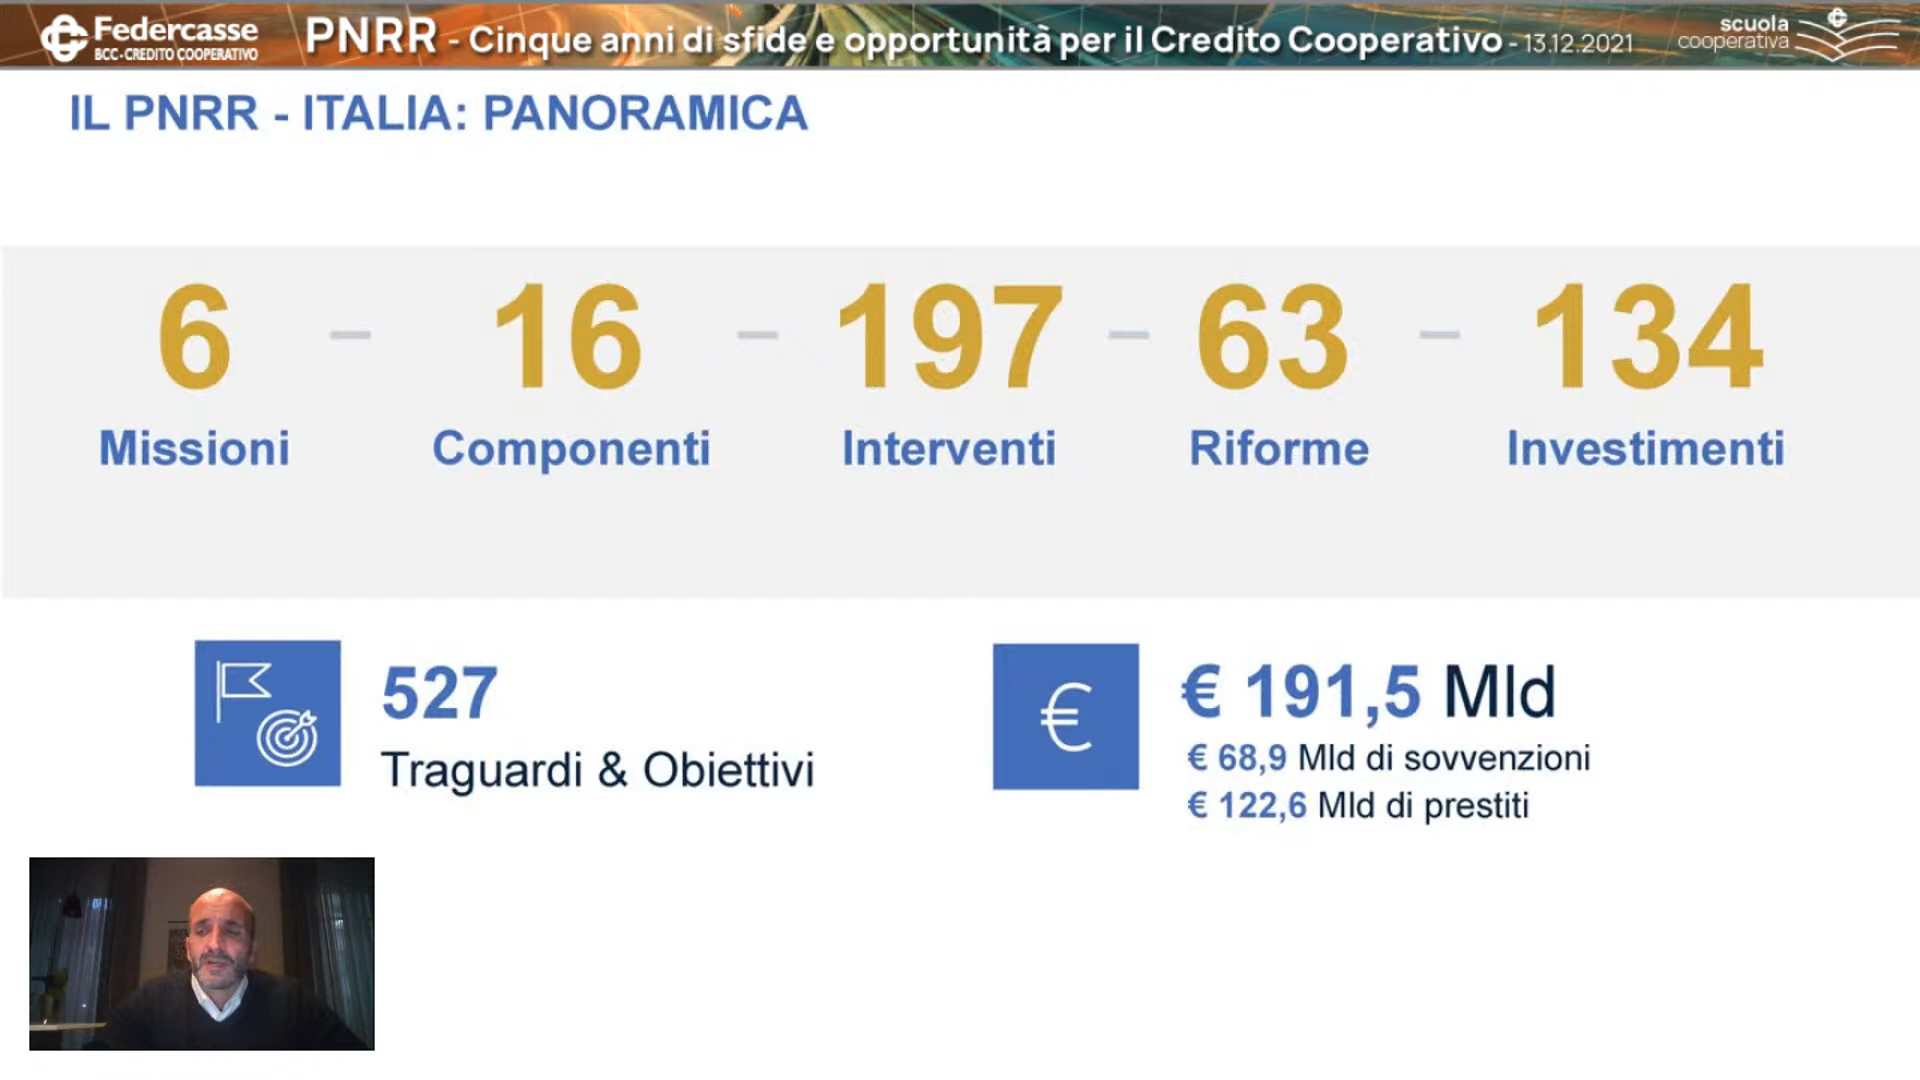 Federcasse
BCC-CREDITO COOPERATIVO
PNRR - Cinque anni di sfide e opportunità per il Credito Cooperativo - 13.12.2021
scuola
cooperativa
IL PNRR - ITALIA: PANORAMICA
6 – 16 – 197 – 63 – 134
Missioni Componenti Interventi Riforme Investimenti
527
Traguardi & Obiettivi
€
€ 191,5 Mld
€ 68,9 Mld di sovvenzioni
€ 122,6 Mld di prestiti